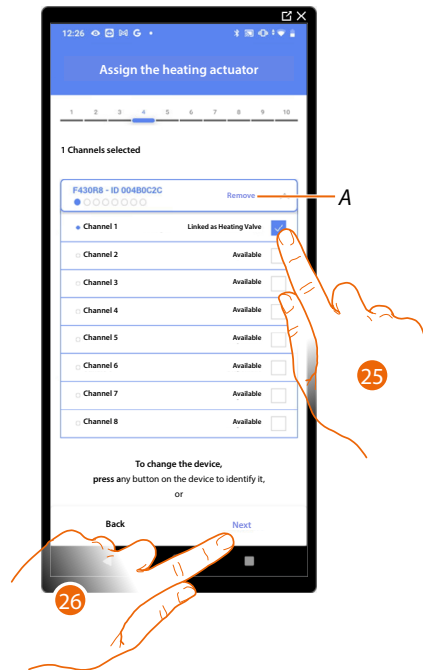 12:26 G
Assign the heating actuator
1 2 3 4 5 6 7 8 9 10
1 Channels selected
F430R8 - ID 004B0C2C
Remove
A
Channel 1 Linked as Heating Valve
Channel 2 Available
Channel 3 Available
Channel 4 Available
Channel 5 Available
Channel 6 Available
Channel 7 Available
Channel 8 Available
25
To change the device,
press any button on the device to identify it,
or
Back Next
26